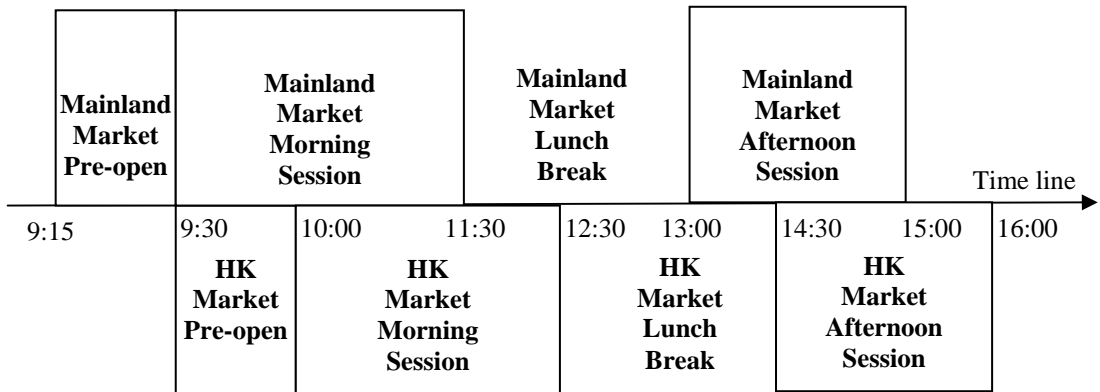 Mainland
Market
Pre-open
Mainland
Market
Morning
Session
Mainland
Market
Lunch
Break
Mainland
Market
Afternoon
Session
Time line
9:15
9:30
10:00
11:30
12:30
13:00
14:30
15:00
16:00
HK
Market
Pre-open
HK
Market
Morning
Session
HK
Market
Lunch
Break
HK
Market
Afternoon
Session